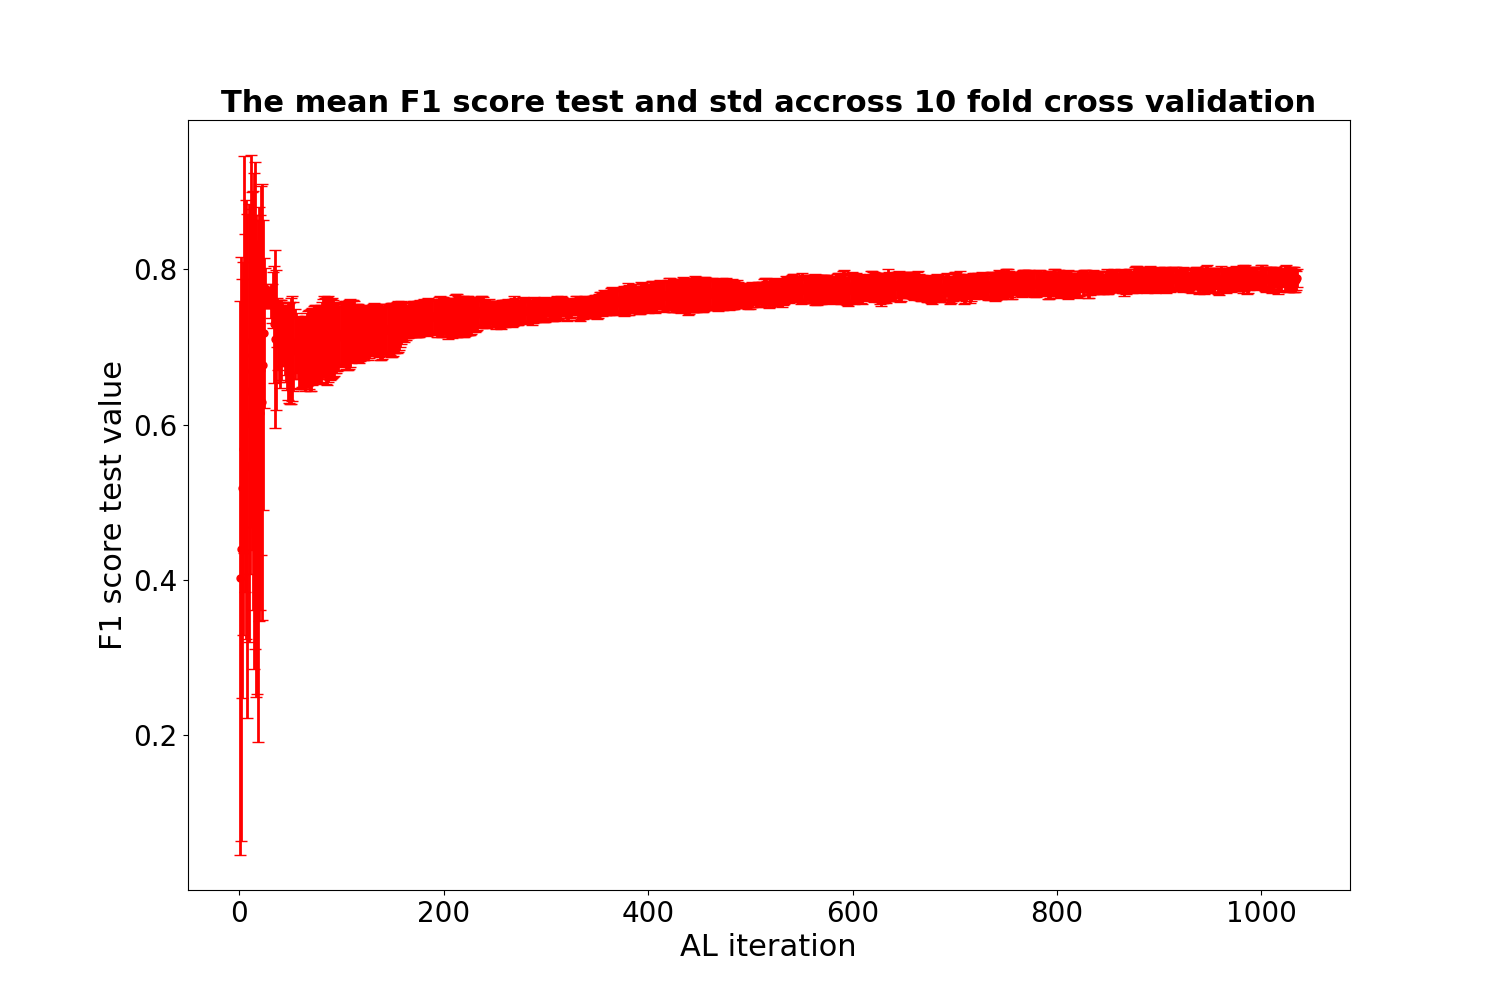 The mean F1 score test and std accross 10 fold cross validation
0.8
0.6
0.4
0.2
F1 score test value
0 200 400 600 800 1000
AL iteration